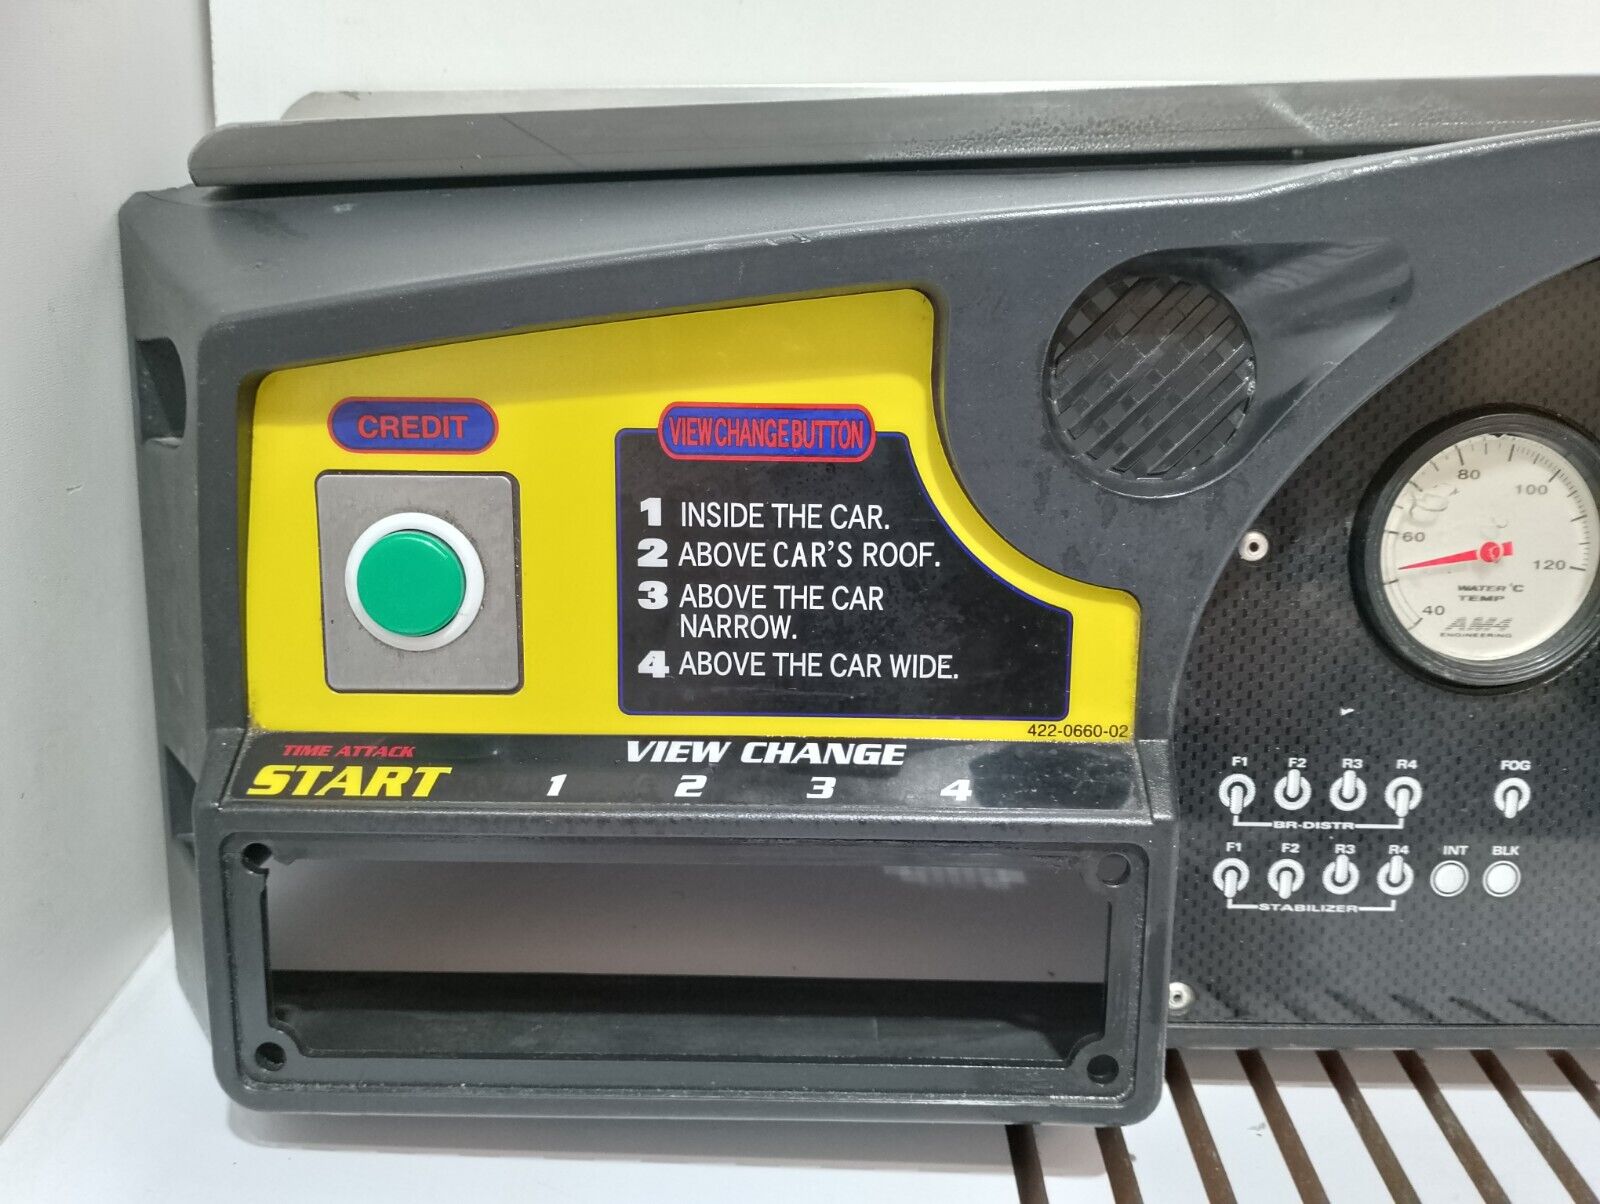 CREDIT
VIEW CHANGE BUTTON
1 INSIDE THE CAR.
2 ABOVE CAR'S ROOF.
3 ABOVE THE CAR
NARROW.
4 ABOVE THE CAR WIDE.
422-0660-02
TIME ATTACK
START
VIEW CHANGE
1 2 3 4
80 100
60 120
40
WATER °C
TEMP
AM4
ENGINEERING
F1 F2 R3 R4 FOG
BR-DISTR
F1 F2 R3 R4 INT BLK
STABILIZER